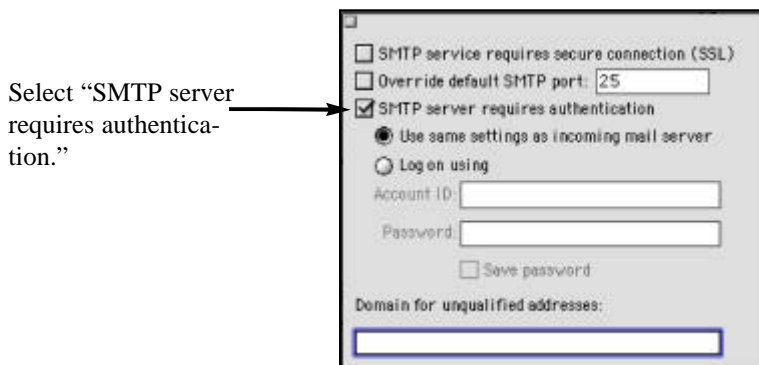 Select “SMTP server
requires authentica-
tion.”
SMTP service requires secure connection (SSL)
Override default SMTP port: 25
SMTP server requires authentication
Use same settings as incoming mail server
Log on using
Account ID:
Password:
Save password
Domain for unqualified addresses: